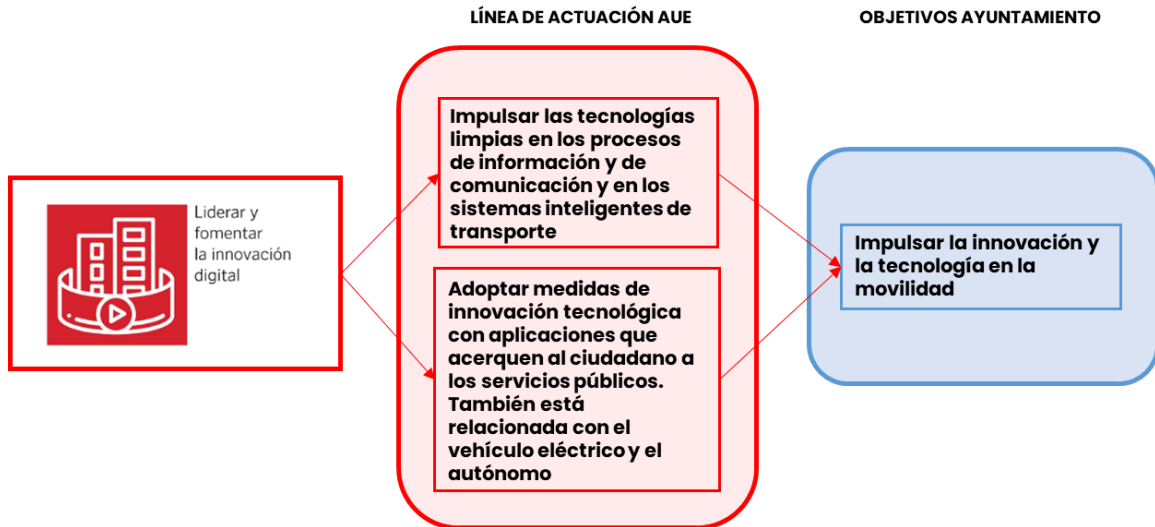 LÍNEA DE ACTUACIÓN AUE
OBJETIVOS AYUNTAMIENTO
Liderar y
fomentar
la innovación
digital
Impulsar las tecnologías
limpias en los procesos
de información y de
comunicación y en los
sistemas inteligentes de
transporte
Adoptar medidas de
innovación tecnológica
con aplicaciones que
acerquen al ciudadano a
los servicios públicos.
También está
relacionada con el
vehículo eléctrico y el
autónomo
Impulsar la innovación y
la tecnología en la
movilidad